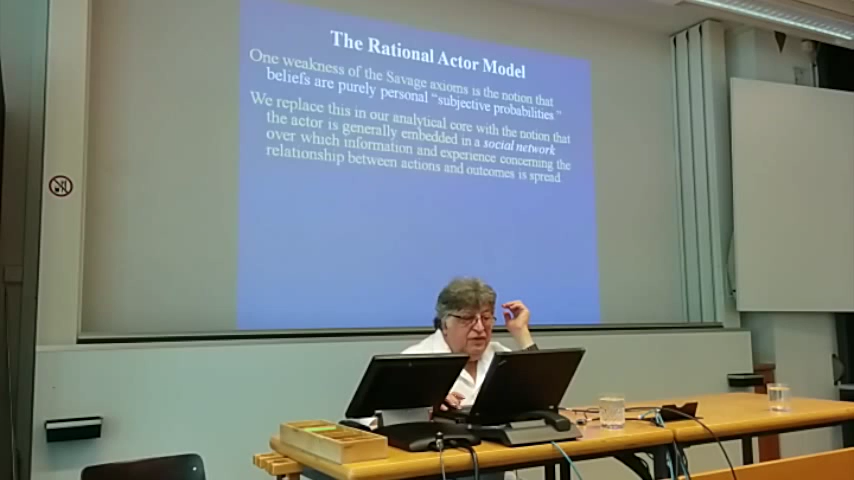 The Rational Actor Model
One weakness of the Savage axioms is the notion that
beliefs are purely personal “subjective probabilities”
We replace this in our analytical core with the notion that
the actor is generally embedded in a social network
over which information and experience concerning the
relationship between actions and outcomes is spread